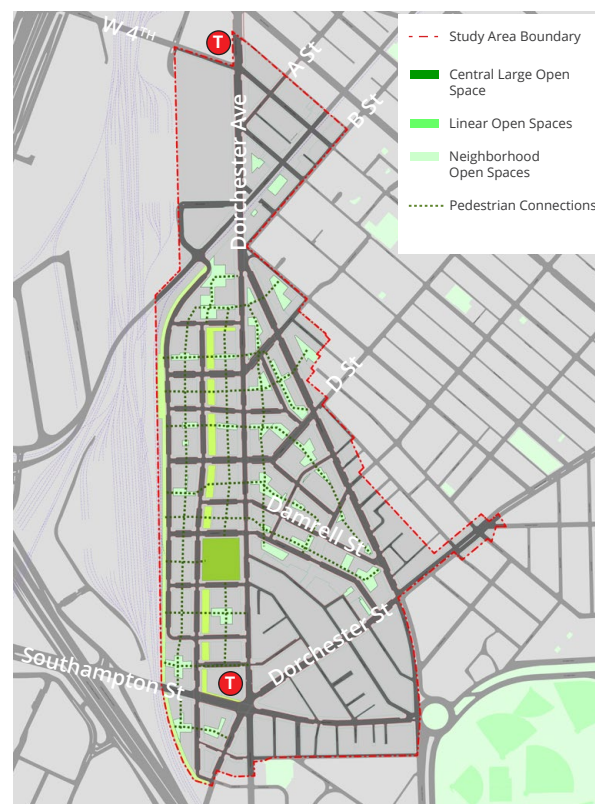 W 4TH
T
A St
B St
Dorchester Ave
Study Area Boundary
Central Large Open
Space
Linear Open Spaces
Neighborhood
Open Spaces
Pedestrian Connections
D St
Damrell St
Dorchester St
Southampton St
T